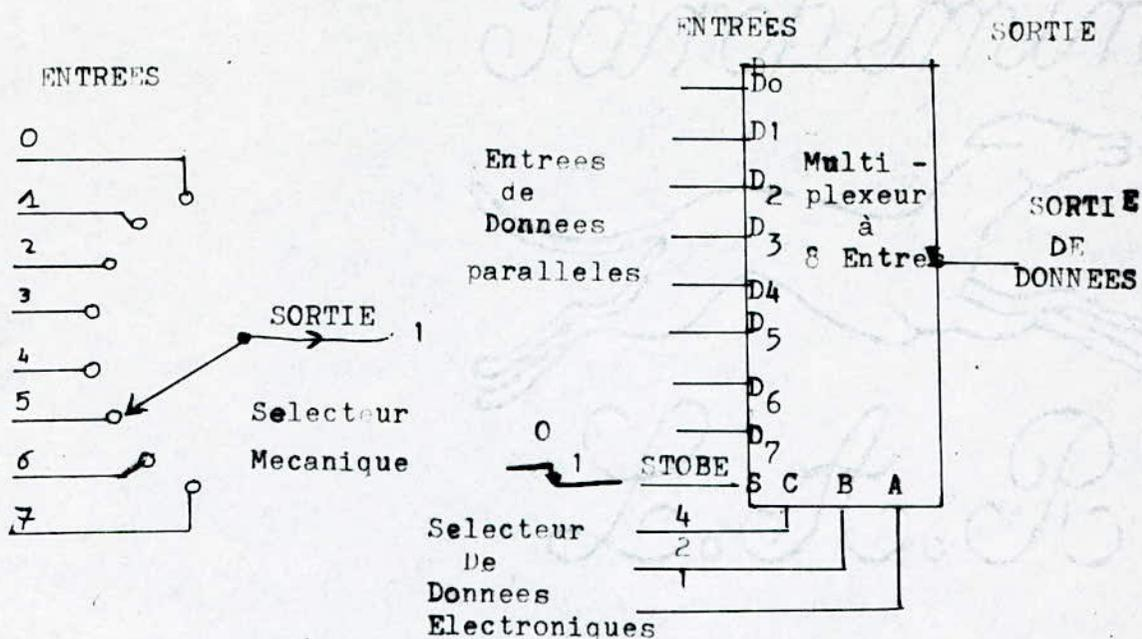 ENTREES
0
1
2
3
4
5
6
7
SORTIE
1
Selecteur
Mecanique
ENTREES
SORTIE
Entrees
de
Donnees
paralleles
D0
D1
D2
D3
D4
D5
D6
D7
Multi -
plexeur
à
8 Entres
SORTIE
DE
DONNEES
0
1
STOBE
S C B A
Selecteur
De
Donnees
Electroniques
4
2
1